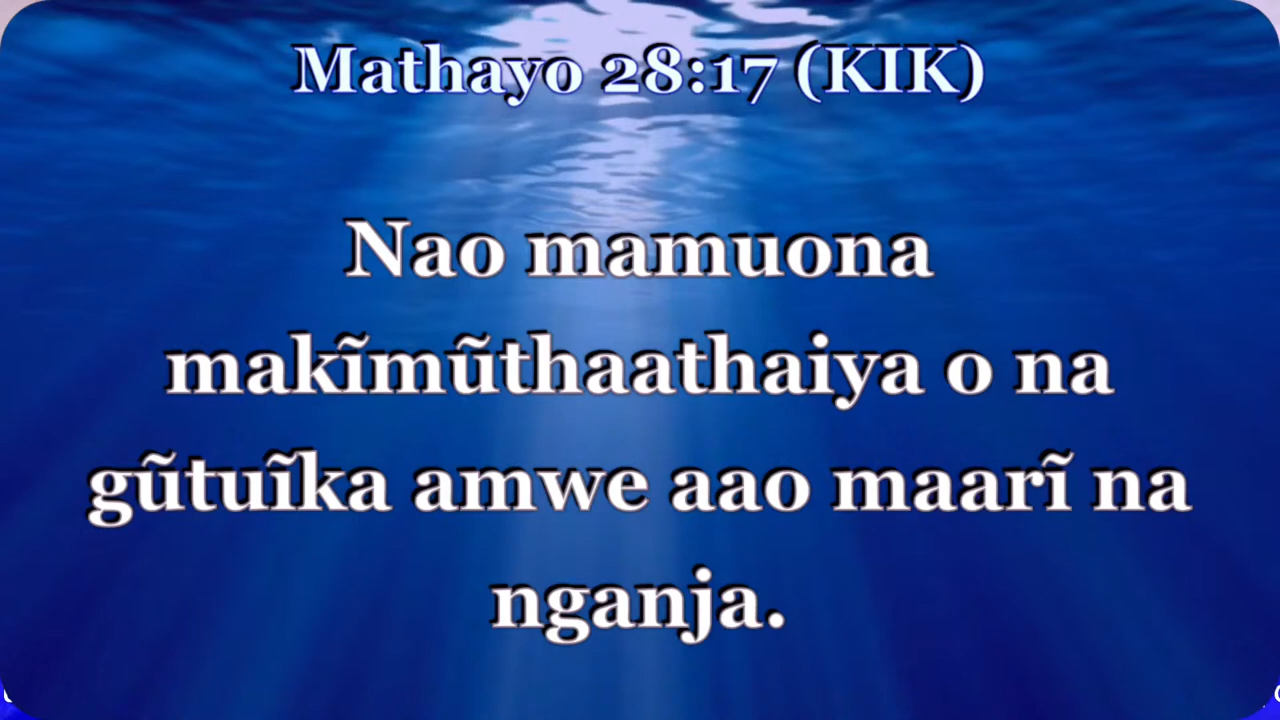 Mathayo 28:17 (KIK)
Nao mamuona
makĩmũthaathaiya o na
gũtuĩka amwe aao maarĩ na
nganja.